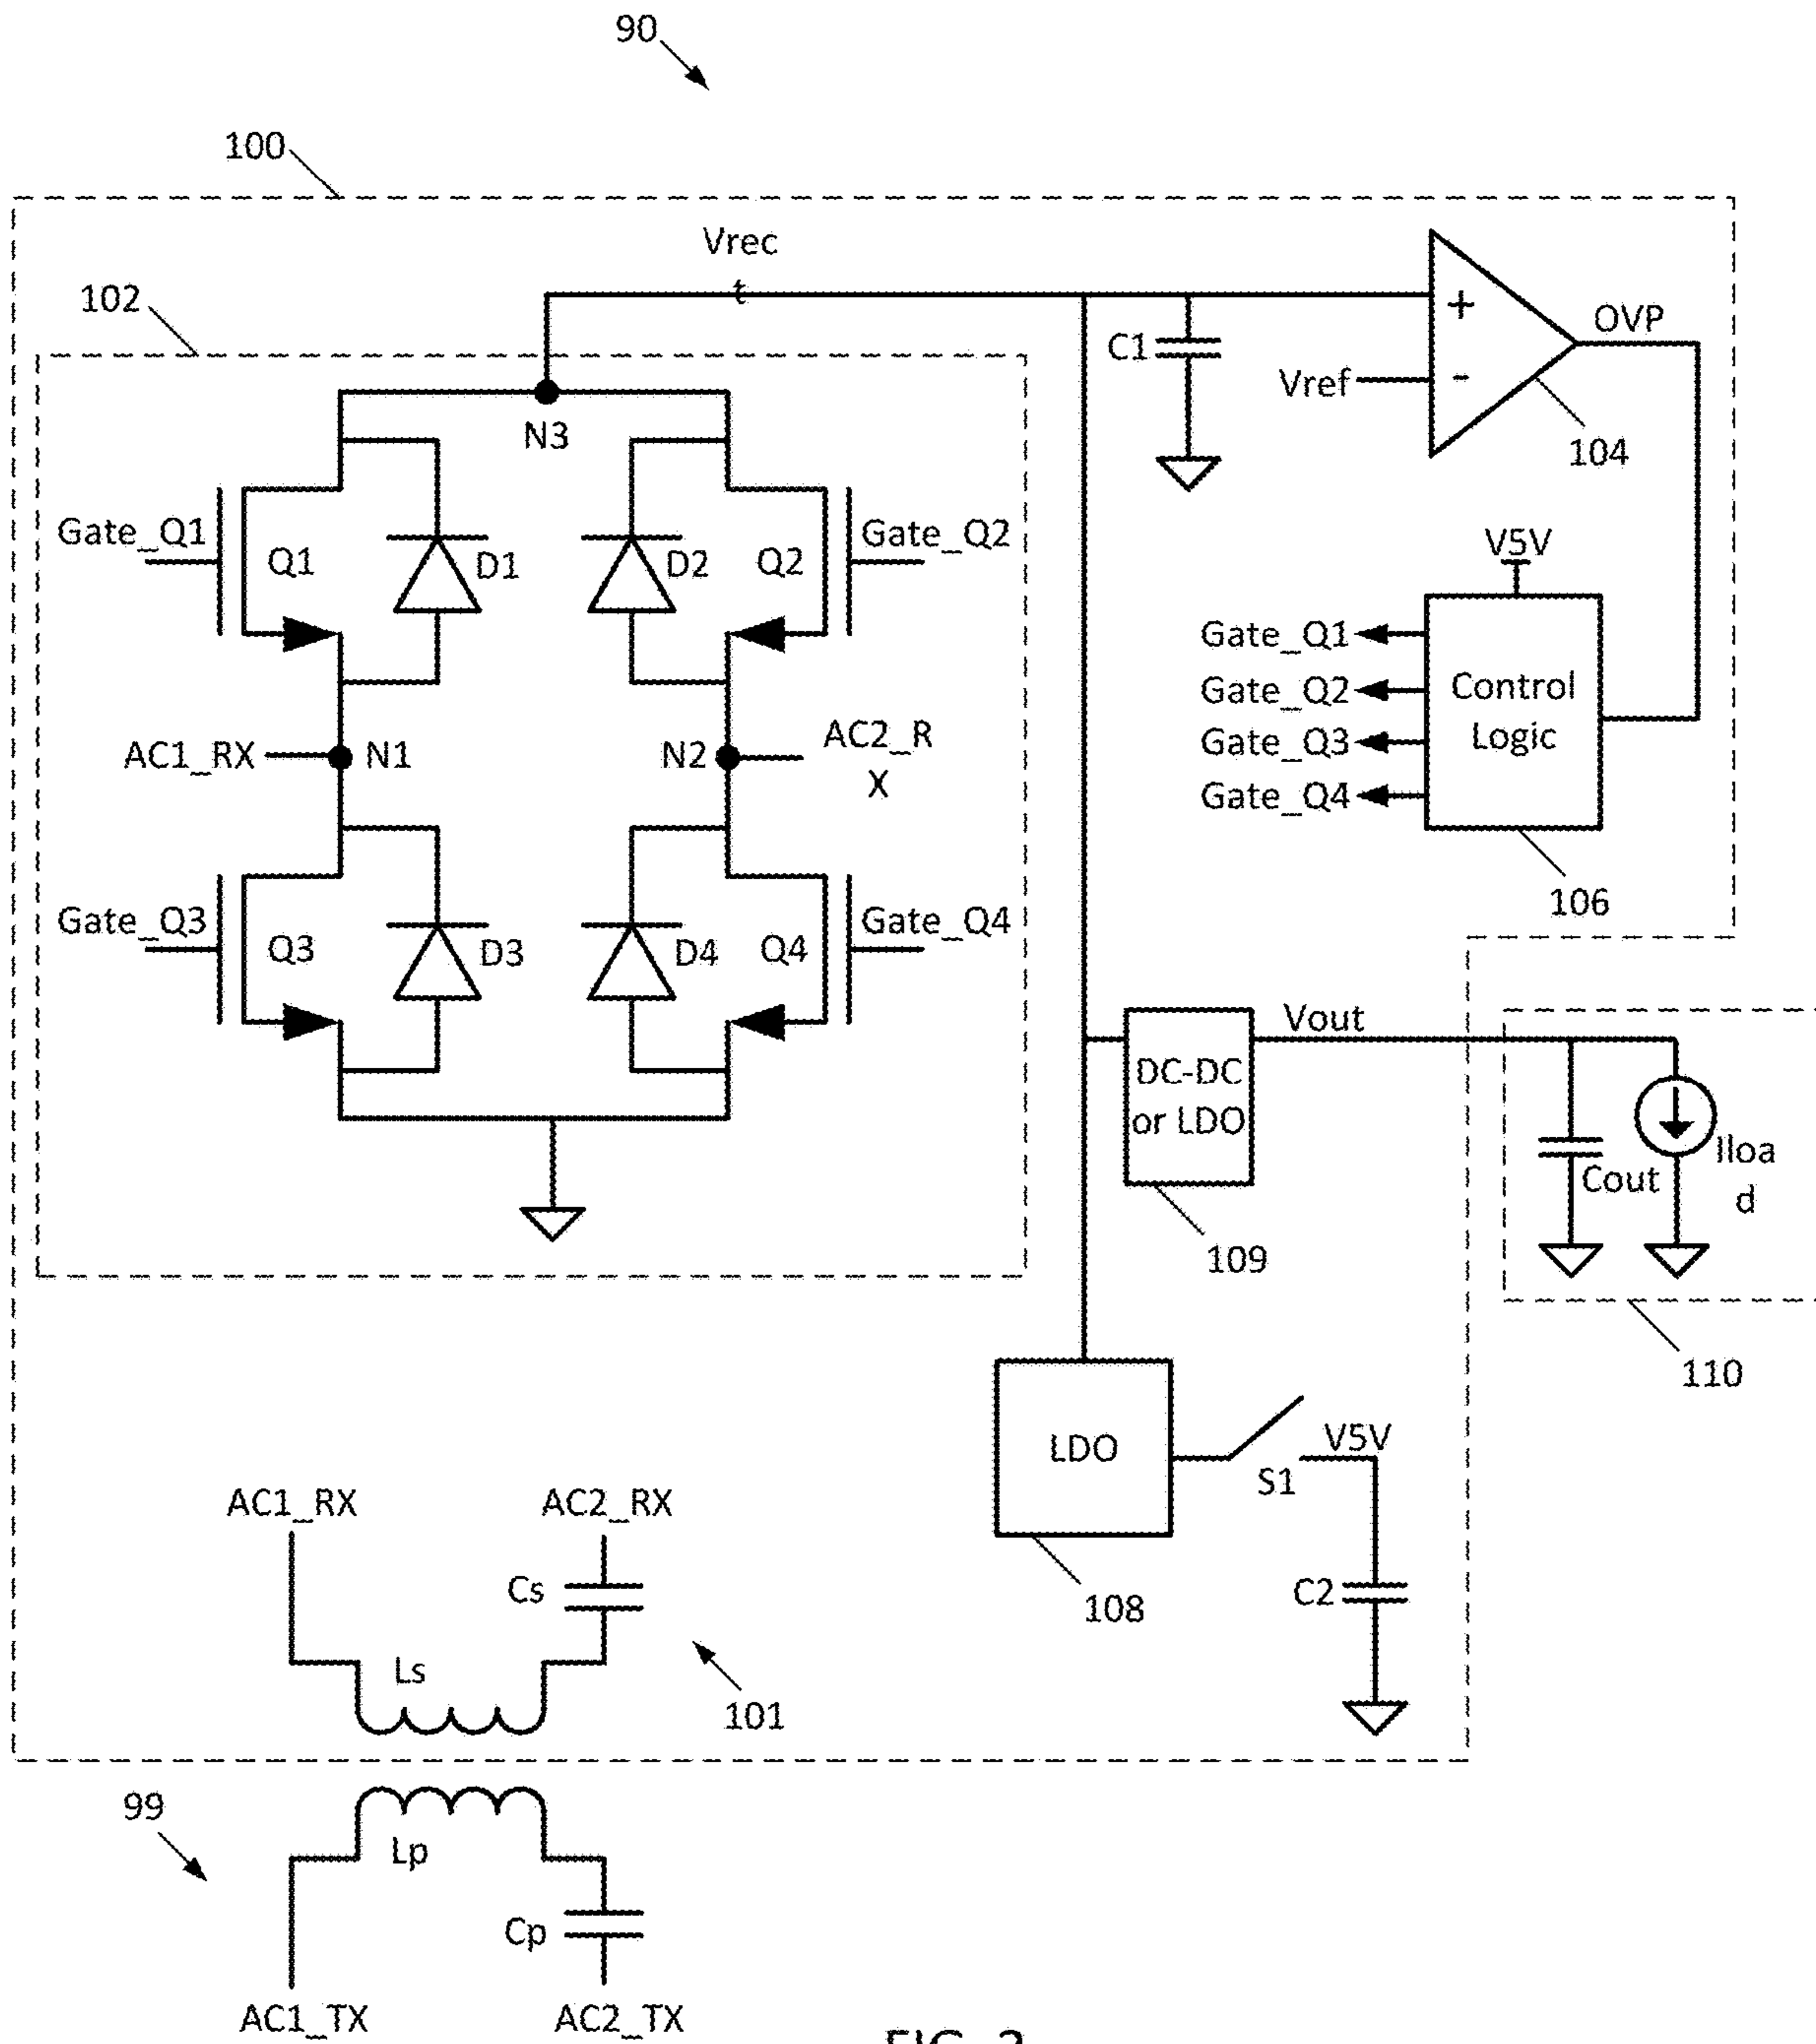 90
100
Vrec
t
102
C1
Vref
+
-
OVP
104
N3
Gate_Q1
Q1
D1
D2
Q2
Gate_Q2
V5V
Gate_Q1
Gate_Q2
Gate_Q3
Gate_Q4
Control
Logic
106
AC1_RX
N1
N2
AC2_R
X
Gate_Q3
Q3
D3
D4
Q4
Gate_Q4
DC-DC
or LDO
109
Vout
Cout
Iloa
d
110
LDO
108
S1
V5V
C2
AC1_RX
AC2_RX
Cs
Ls
101
99
Lp
Cp
AC1_TX
AC2_TX